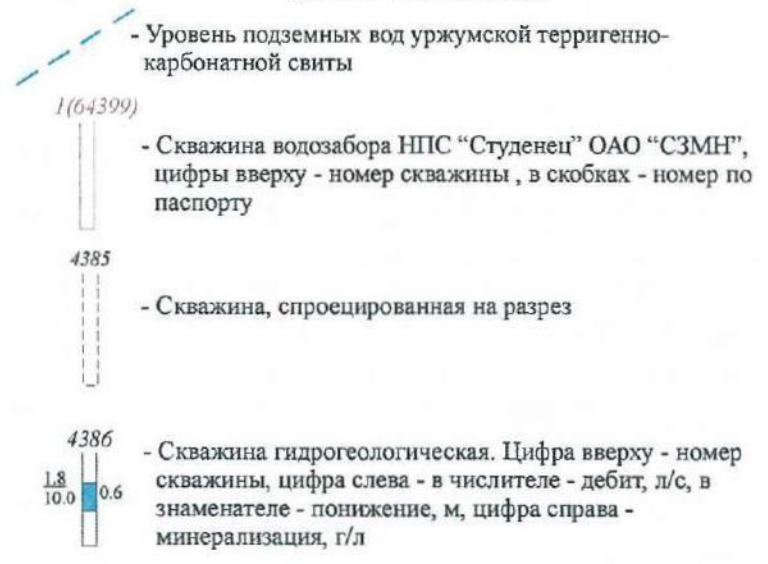 - Уровень подземных вод уржумской терригенно-
карбонатной свиты
1(64399)
- Скважина водозабора НПС “Студенец” ОАО “СЗМН”,
цифры вверху - номер скважины , в скобках - номер по
паспорту
4385
- Скважина, спроецированная на разрез
4386
- Скважина гидрогеологическая. Цифра вверху - номер
1.8
скважины, цифра слева - в числителе - дебит, л/с, в
10.0 0.6
знаменателе - понижение, м, цифра справа -
минерализация, г/л